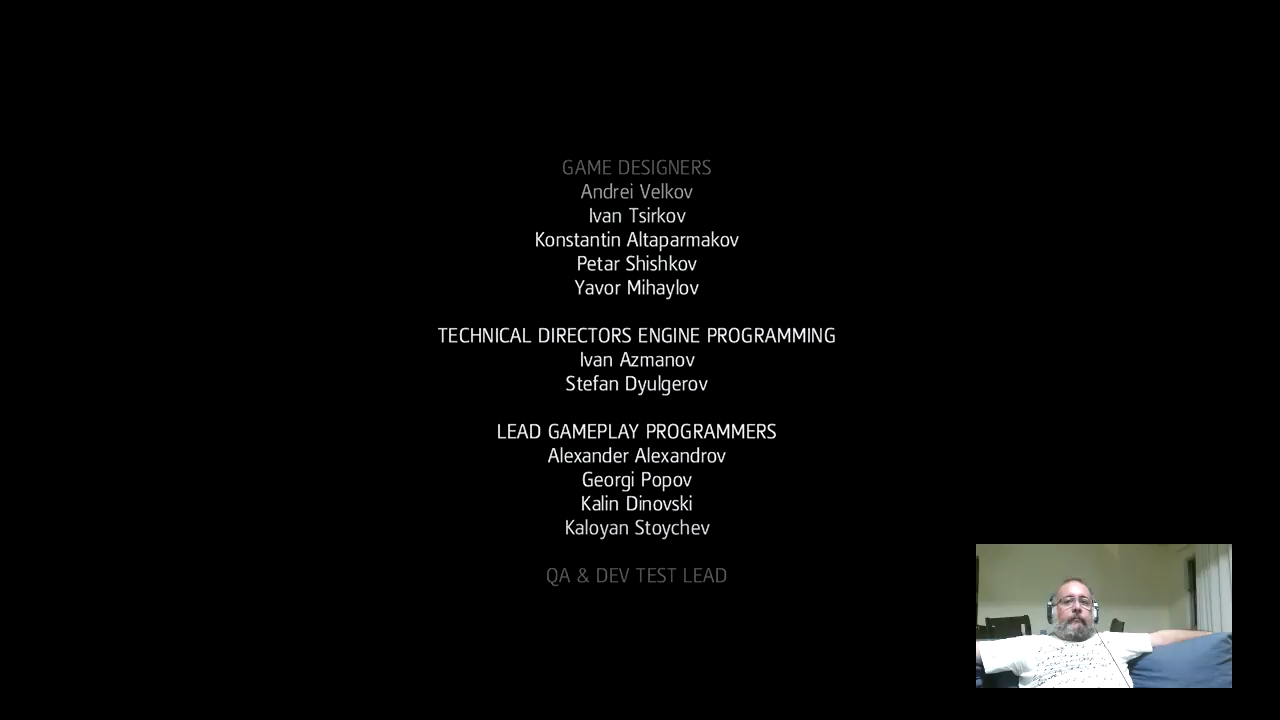 GAME DESIGNERS
Andrei Velkov
Ivan Tsirkov
Konstantin Altaparmakov
Petar Shishkov
Yavor Mihaylov
TECHNICAL DIRECTORS ENGINE PROGRAMMING
Ivan Azmanov
Stefan Dyulgerov
LEAD GAMEPLAY PROGRAMMERS
Alexander Alexandrov
Georgi Popov
Kalin Dinovski
Kaloyan Stoychev
QA & DEV TEST LEAD